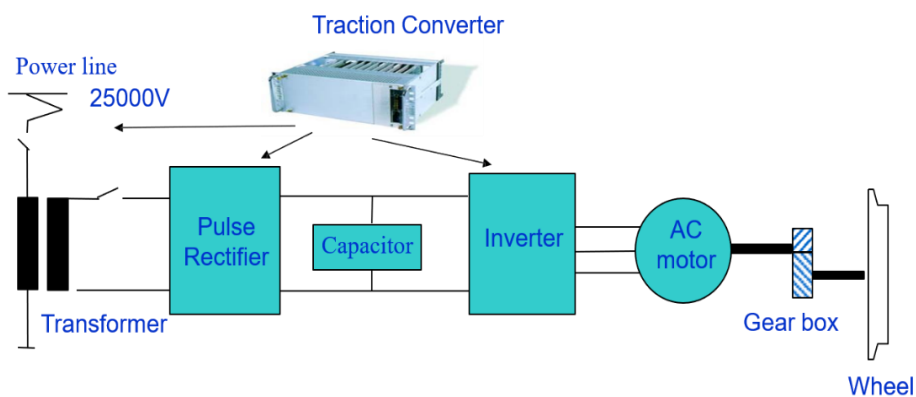 Traction Converter
Power line
25000V
Pulse
Rectifier
Capacitor
Inverter
AC
motor
Transformer
Gear box
Wheel